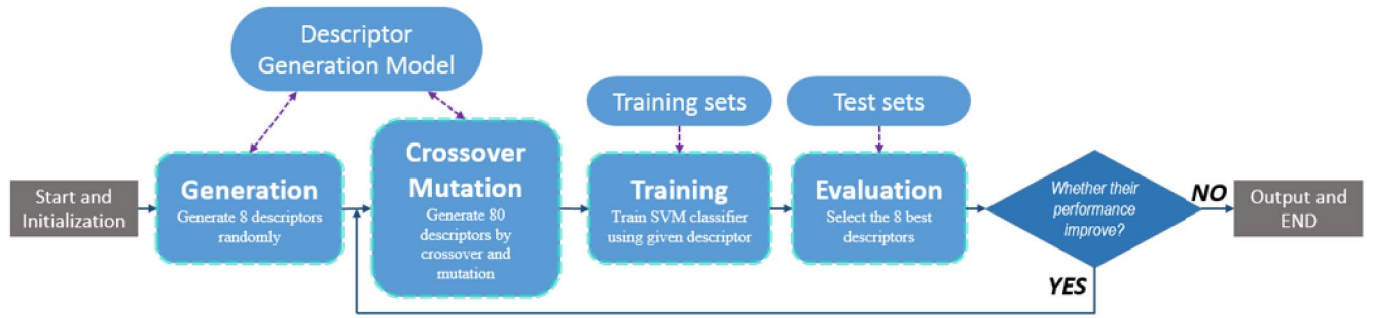 Descriptor
Generation Model
Training sets
Test sets
Start and
Initialization
Generation
Generate 8 descriptors
randomly
Crossover
Mutation
Generate 80
descriptors by
crossover and
mutation
Training
Train SVM classifier
using given descriptor
Evaluation
Select the 8 best
descriptors
Whether their
performance
improve?
NO
Output and
END
YES